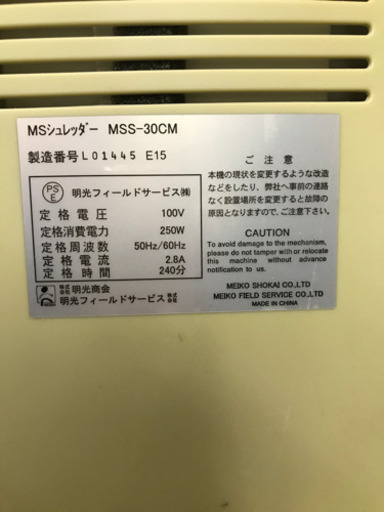 MSシュレッダー MSS-30CM
製造番号 L01445 E15
PS
E
明光フィールドサービス㈱
定格電圧 100V
定格消費電力 250W
定格周波数 50Hz/60Hz
定格電流 2.8A
定格時間 240分
株式会社 明光商会
株式会社 明光フィールドサービス
ご注意
本機の現状を変更するような改造
などをしたり、弊社へ事前の連絡
なく設置場所を変更すると故障の
原因となりますので、ご注意下さい。
CAUTION
To avoid damage to the mechanism,
please do not tamper with or relocate
this machine without advance
notification to us.
MEIKO SHOKAI CO.,LTD
MEIKO FIELD SERVICE CO.,LTD
MADE IN CHINA